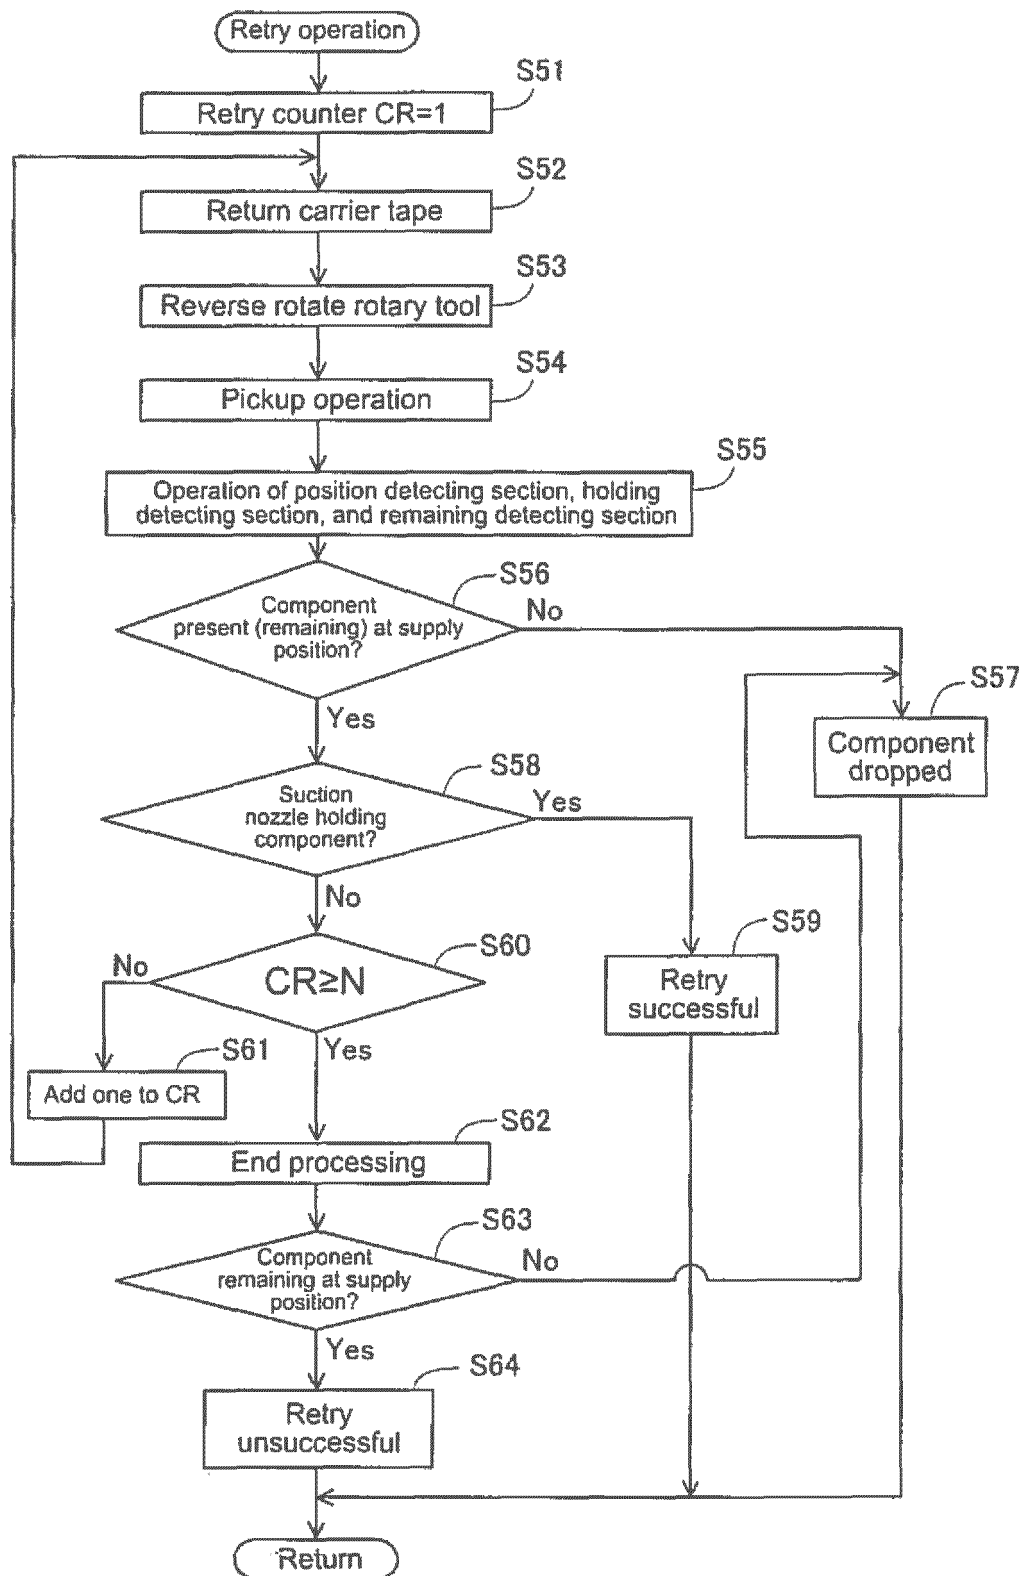 Retry operation
S51
Retry counter CR=1
S52
Return carrier tape
S53
Reverse rotate rotary tool
S54
Pickup operation
S55
Operation of position detecting section, holding
detecting section, and remaining detecting section
S56
Component
present (remaining) at supply
position?
No
Yes
S57
Component
dropped
S58
Suction
nozzle holding
component?
Yes
No
S59
Retry
successful
S60
CR≥N
No
Yes
S61
Add one to CR
S62
End processing
S63
Component
remaining at supply
position?
No
Yes
S64
Retry
unsuccessful
Return